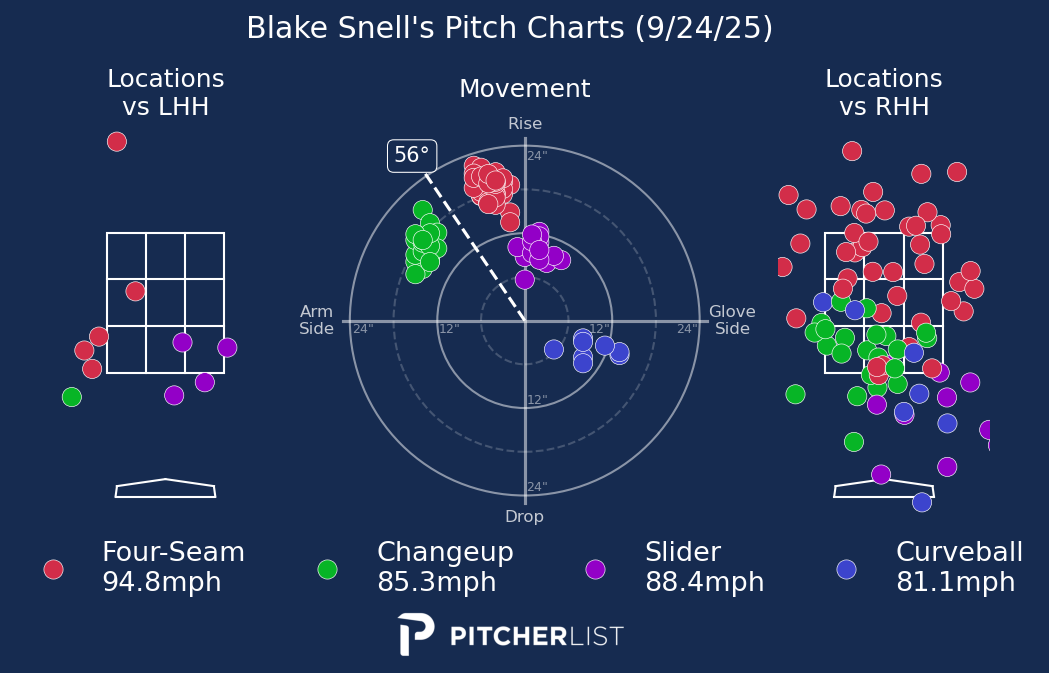 Blake Snell's Pitch Charts (9/24/25)
Locations
vs LHH
Movement
Locations
vs RHH
Rise
24"
56°
Arm
Side
24"
12"
12"
24"
Glove
Side
12"
24"
Drop
Four-Seam
94.8mph
Changeup
85.3mph
Slider
88.4mph
Curveball
81.1mph
PITCHERLIST